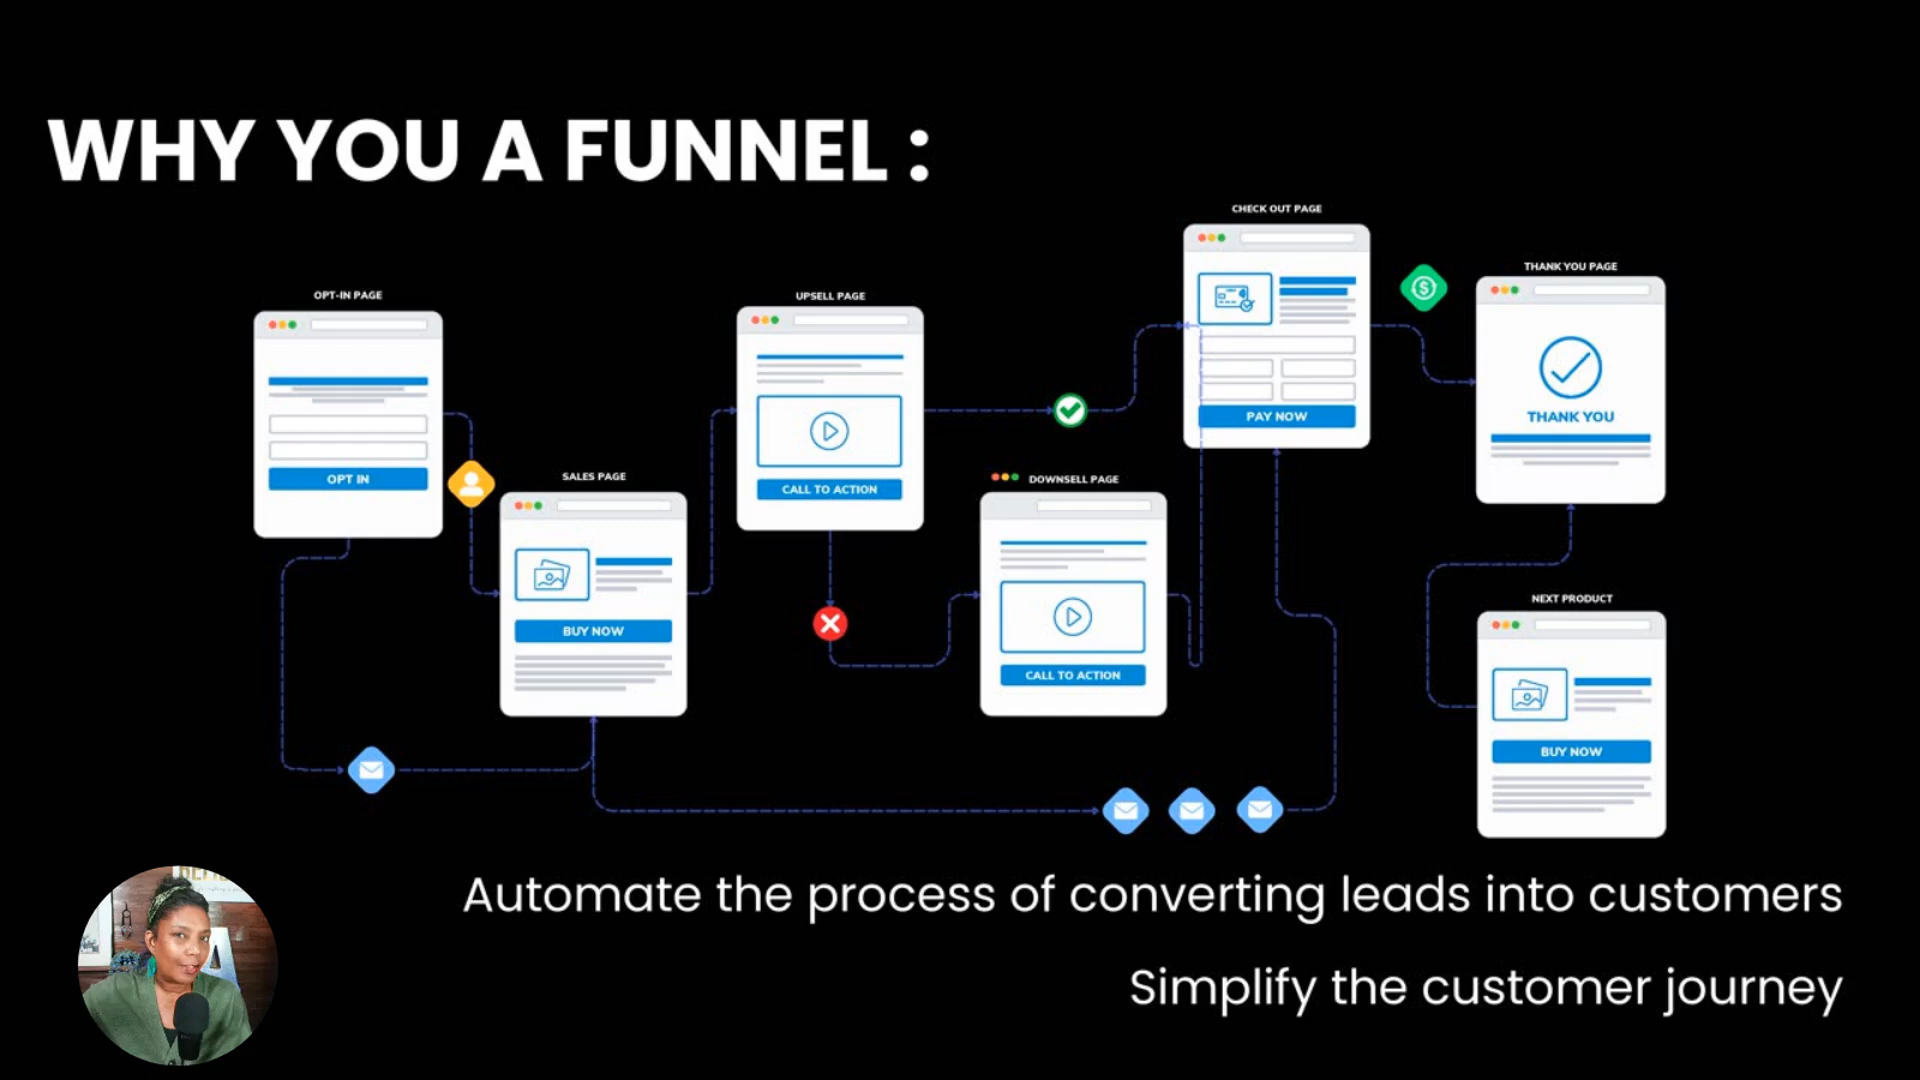 WHY YOU A FUNNEL :
CHECK OUT PAGE
PAY NOW
THANK YOU PAGE
THANK YOU
OPT-IN PAGE
OPT IN
UPSELL PAGE
CALL TO ACTION
SALES PAGE
BUY NOW
DOWNSELL PAGE
CALL TO ACTION
NEXT PRODUCT
BUY NOW
Automate the process of converting leads into customers
Simplify the customer journey